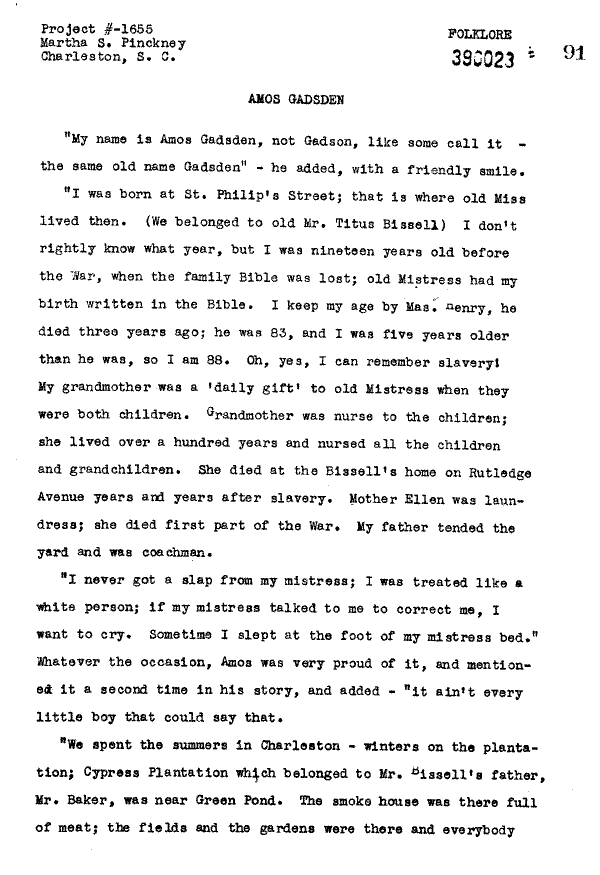 Project #-1655
Martha S. Pinckney
Charleston, S. C.
FOLKLORE
390023
91
AMOS GADSDEN
"My name is Amos Gadsden, not Gadson, like some call it -
the same old name Gadsden" - he added, with a friendly smile.
"I was born at St. Philip's Street; that is where old Miss
lived then. (We belonged to old Mr. Titus Bissell) I don't
rightly know what year, but I was nineteen years old before
the War, when the family Bible was lost; old Mistress had my
birth written in the Bible. I keep my age by Mas. Henry, he
died three years ago; he was 83, and I was five years older
than he was, so I am 88. Oh, yes, I can remember slavery!
My grandmother was a 'daily gift' to old Mistress when they
were both children. Grandmother was nurse to the children;
she lived over a hundred years and nursed all the children
and grandchildren. She died at the Bissell's home on Rutledge
Avenue years and years after slavery. Mother Ellen was laun-
dress; she died first part of the War. My father tended the
yard and was coachman.
"I never got a slap from my mistress; I was treated like a
white person; if my mistress talked to me to correct me, I
want to cry. Sometime I slept at the foot of my mistress bed."
Whatever the occasion, Amos was very proud of it, and mention-
ed it a second time in his story, and added - "it ain't every
little boy that could say that.
"We spent the summers in Charleston - winters on the planta-
tion; Cypress Plantation which belonged to Mr. Bissell's father,
Mr. Baker, was near Green Pond. The smoke house was there full
of meat; the fields and the gardens were there and everybody